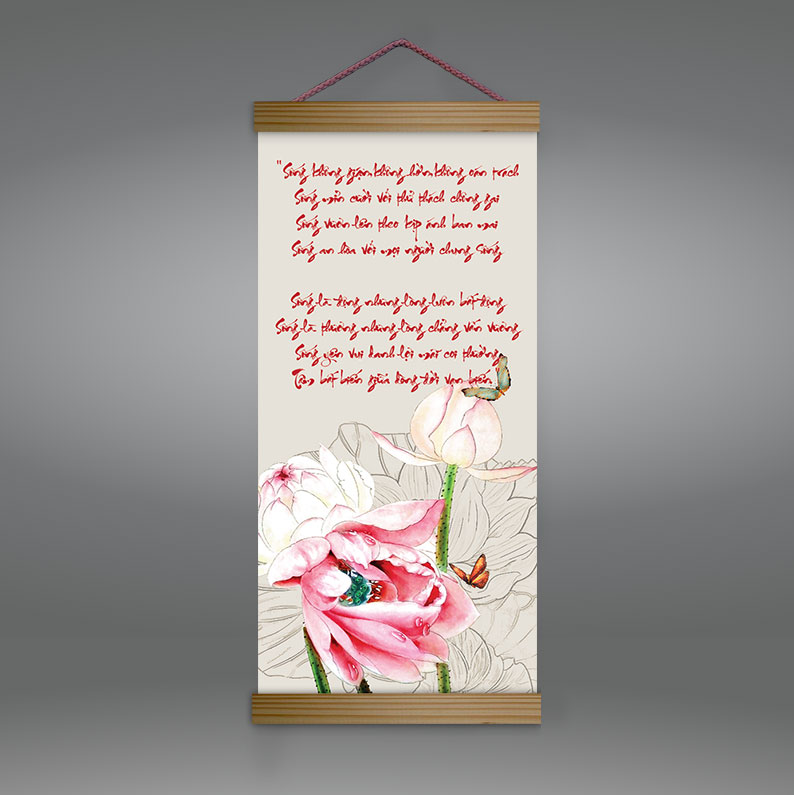 "Sống không giận, không hờn, không oán trách
Sống mỉn cười với thử thách chông gai
Sống vươn lên theo kịp ánh ban mai
Sống an hòa với mọi người chung sống
Sống là động nhưng lòng luôn bất động
Sống là thương nhưng lòng chẳng vấn vương
Sống yên vui danh lợi mãi coi thường
Tâm bất biến giữa dòng đời vạn biến"